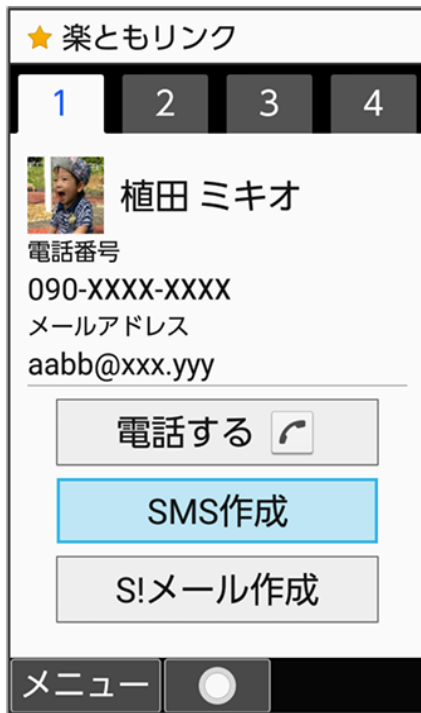 楽ともリンク
1 2 3 4
植田 ミキオ
電話番号
090-XXXX-XXXX
メールアドレス
aabb@xxx.yyy
電話する
SMS作成
S!メール作成
メニュー